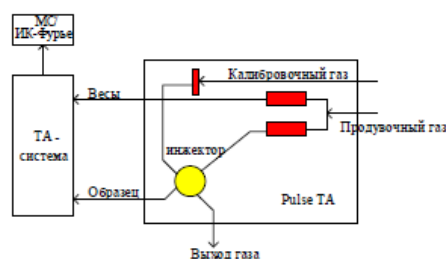 МС/
ИК-Фурье
Калибровочный газ
Весы
Продувочный газ
ТА -
система
инжектор
Образец
Pulse TA
Выход газа